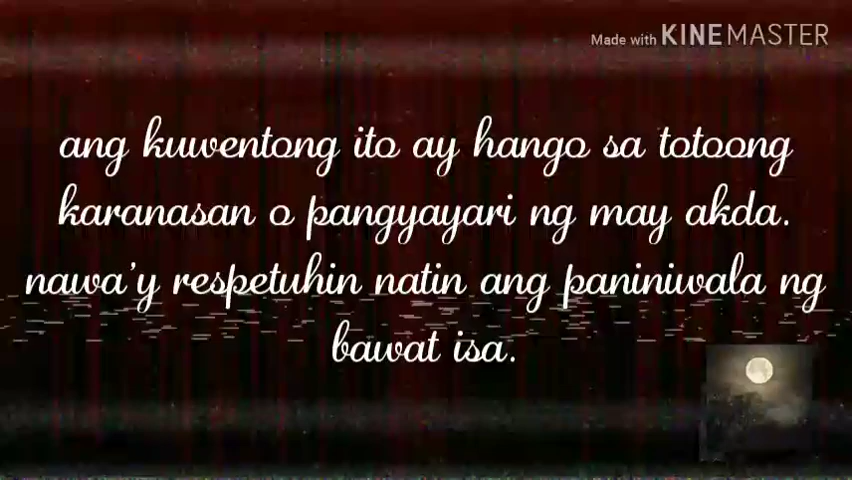 Made with KINEMASTER
ang kuwentong ito ay hango sa totoong
karanasan o pangyayari ng may akda.
nawa'y respetuhin natin ang paniniwala ng
bawat isa.